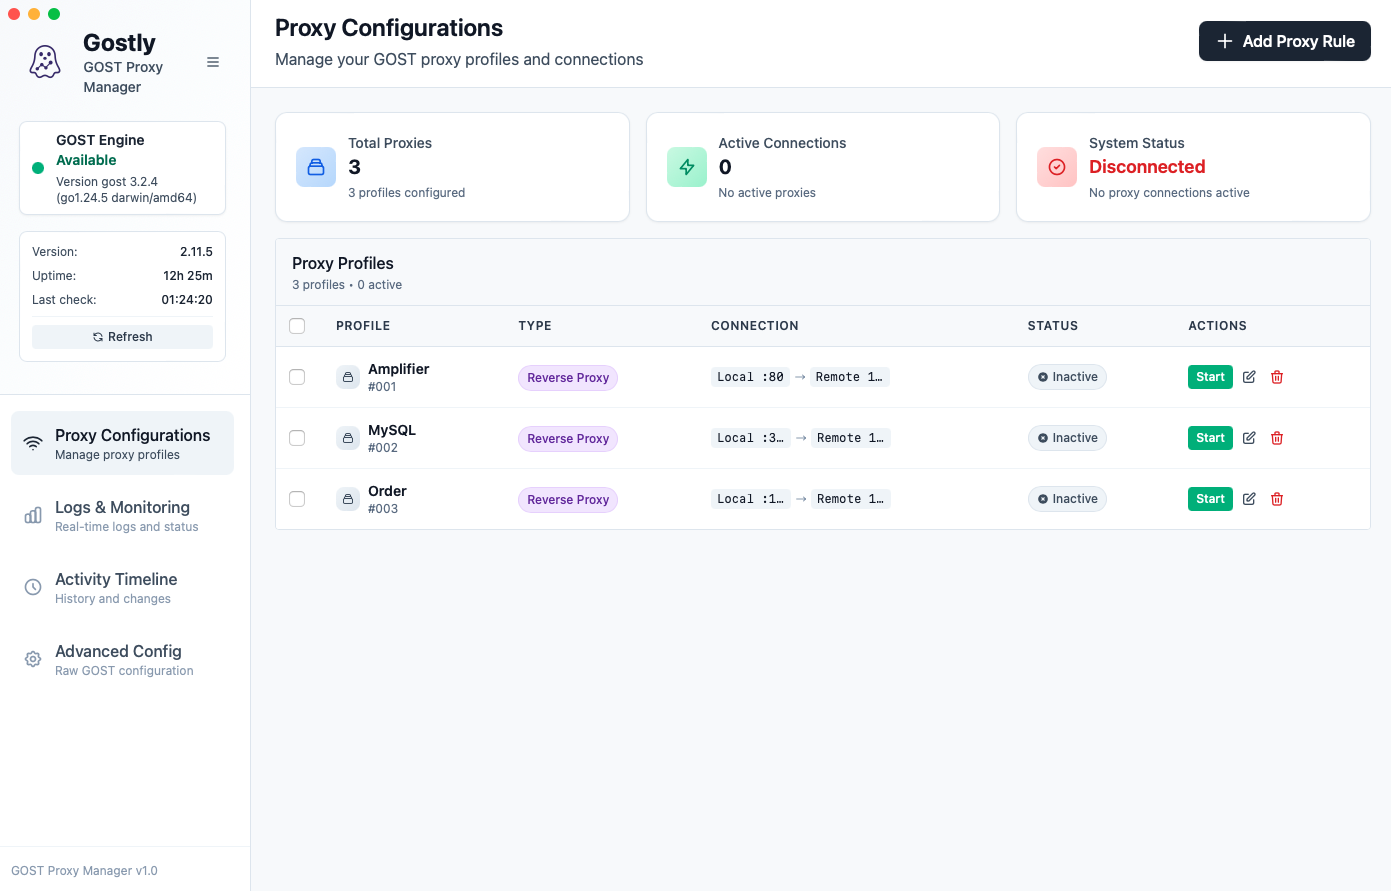 Gostly
GOST Proxy
Manager
GOST Engine
Available
Version gost 3.2.4
(go1.24.5 darwin/amd64)
Version: 2.11.5
Uptime: 12h 25m
Last check: 01:24:20
Refresh
Proxy Configurations
Manage proxy profiles
Logs & Monitoring
Real-time logs and status
Activity Timeline
History and changes
Advanced Config
Raw GOST configuration
GOST Proxy Manager v1.0
Proxy Configurations
Manage your GOST proxy profiles and connections
Add Proxy Rule
Total Proxies
3
3 profiles configured
Active Connections
0
No active proxies
System Status
Disconnected
No proxy connections active
Proxy Profiles
3 profiles • 0 active
PROFILE TYPE CONNECTION STATUS ACTIONS
Amplifier
#001
Reverse Proxy
Local :80 → Remote 1…
Inactive
Start
MySQL
#002
Reverse Proxy
Local :3… → Remote 1…
Inactive
Start
Order
#003
Reverse Proxy
Local :1… → Remote 1…
Inactive
Start